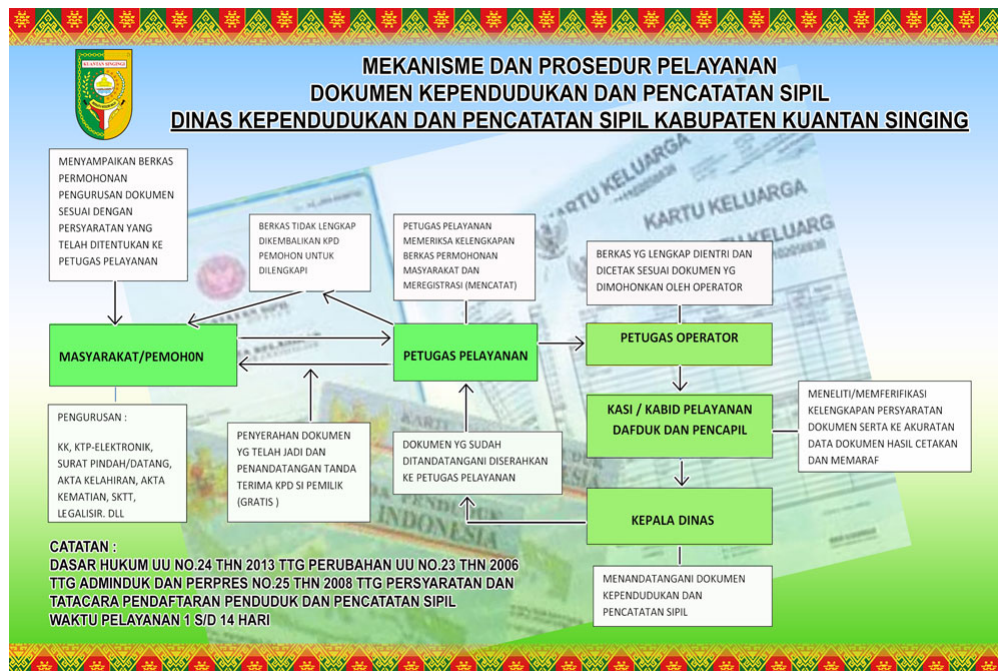 KUANTAN SINGINGI
MEKANISME DAN PROSEDUR PELAYANAN
DOKUMEN KEPENDUDUKAN DAN PENCATATAN SIPIL
DINAS KEPENDUDUKAN DAN PENCATATAN SIPIL KABUPATEN KUANTAN SINGING
MENYAMPAIKAN BERKAS
PERMOHONAN
PENGURUSAN DOKUMEN
SESUAI DENGAN
PERSYARATAN YANG
TELAH DITENTUKAN KE
PETUGAS PELAYANAN
BERKAS TIDAK LENGKAP
DIKEMBALIKAN KPD
PEMOHON UNTUK
DILENGKAPI
PETUGAS PELAYANAN
MEMERIKSA KELENGKAPAN
BERKAS PERMOHONAN
MASYARAKAT DAN
MEREGISTRASI (MENCATAT)
BERKAS YG LENGKAP DIENTRI DAN
DICETAK SESUAI DOKUMEN YG
DIMOHONKAN OLEH OPERATOR
KARTU KELUARGA
KARTU KELUARGA
MASYARAKAT/PEMOH0N
PETUGAS PELAYANAN
PETUGAS OPERATOR
KASI / KABID PELAYANAN
DAFDUK DAN PENCAPIL
MENELITI/MEMFERIFIKASI
KELENGKAPAN PERSYARATAN
DOKUMEN SERTA KE AKURATAN
DATA DOKUMEN HASIL CETAKAN
DAN MEMARAF
PENGURUSAN :
KK, KTP-ELEKTRONIK,
SURAT PINDAH/DATANG,
AKTA KELAHIRAN, AKTA
KEMATIAN, SKTT,
LEGALISIR. DLL
PENYERAHAN DOKUMEN
YG TELAH JADI DAN
PENANDATANGAN TANDA
TERIMA KPD SI PEMILIK
(GRATIS )
DOKUMEN YG SUDAH
DITANDATANGANI DISERAHKAN
KE PETUGAS PELAYANAN
KEPALA DINAS
INDONESIA
MENANDATANGANI DOKUMEN
KEPENDUDUKAN DAN
PENCATATAN SIPIL
CATATAN :
DASAR HUKUM UU NO.24 THN 2013 TTG PERUBAHAN UU NO.23 THN 2006
TTG ADMINDUK DAN PERPRES NO.25 THN 2008 TTG PERSYARATAN DAN
TATACARA PENDAFTARAN PENDUDUK DAN PENCATATAN SIPIL
WAKTU PELAYANAN 1 S/D 14 HARI